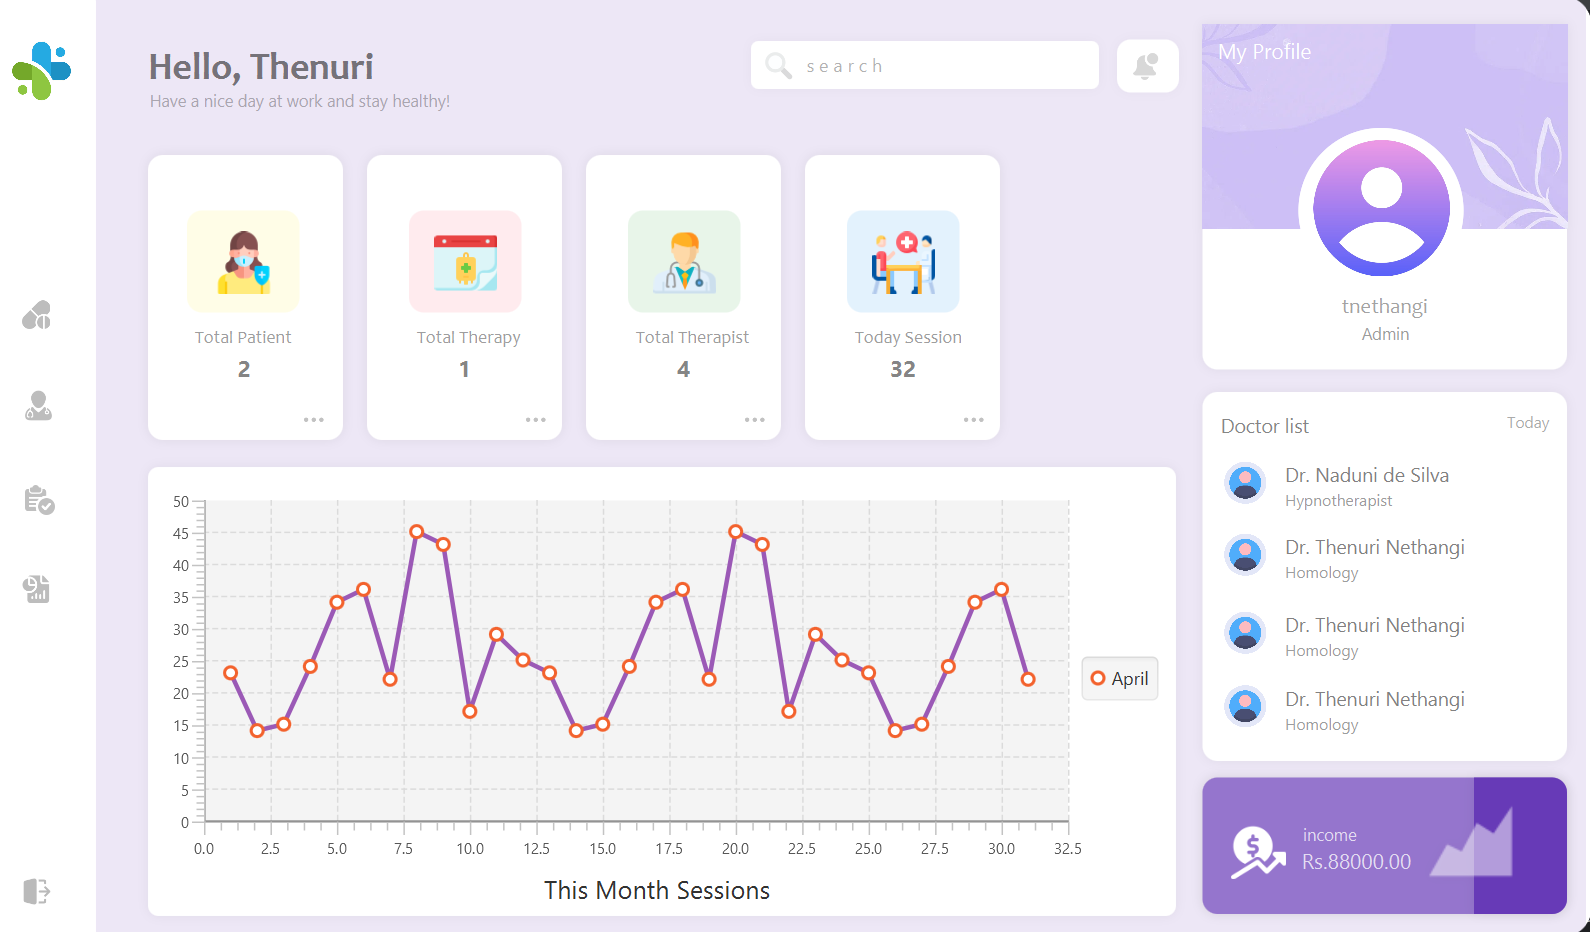 Hello, Thenuri
Have a nice day at work and stay healthy!
search
My Profile
tnethangi
Admin
Total Patient
2
Total Therapy
1
Total Therapist
4
Today Session
32
Doctor list
Today
Dr. Naduni de Silva
Hypnotherapist
Dr. Thenuri Nethangi
Homology
Dr. Thenuri Nethangi
Homology
Dr. Thenuri Nethangi
Homology
50
45
40
35
30
25
20
15
10
5
0
0.0 2.5 5.0 7.5 10.0 12.5 15.0 17.5 20.0 22.5 25.0 27.5 30.0 32.5
This Month Sessions
April
income
Rs.88000.00
$